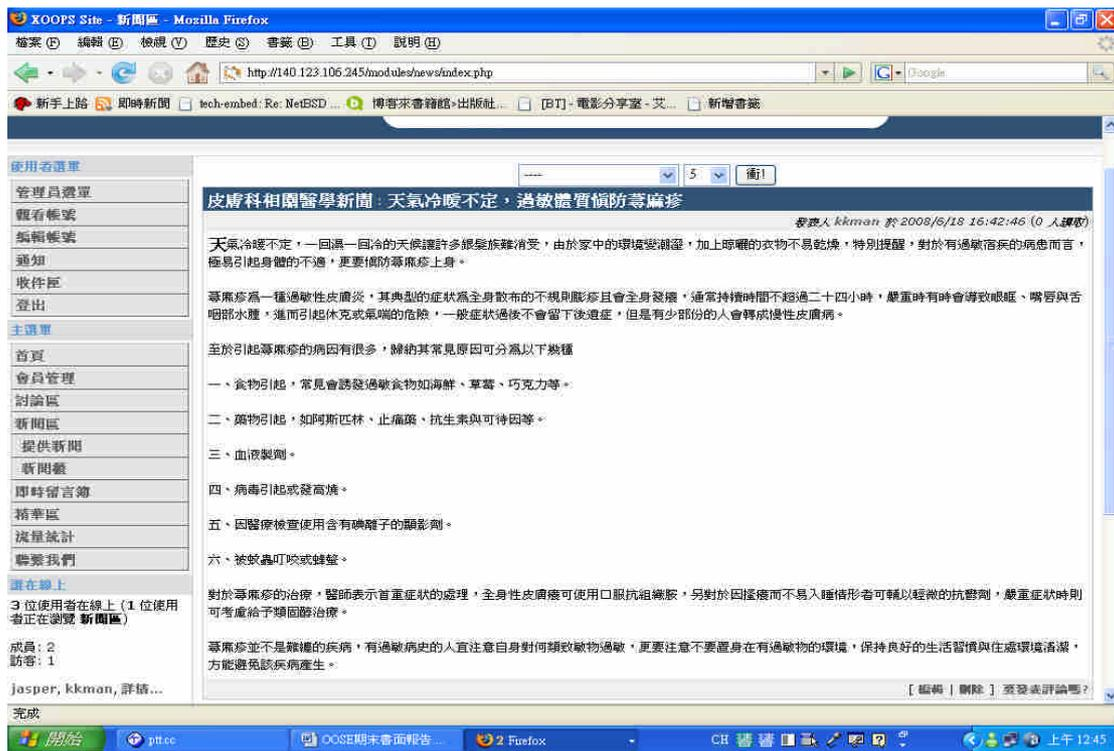 XOOPS Site - 新聞區 - Mozilla Firefox
檔案(F) 編輯(E) 檢視(V) 歷史(S) 書籤(B) 工具(T) 說明(H)
http://140.123.106.245/modules/news/index.php
Google
新手上路 即時新聞 tech-embed: Re: NetBSD ... 博客來書籍館>出版社... [BT] - 電影分享室 - 艾... 新增書籤
使用者選單
管理員選單
觀看帳號
編輯帳號
通知
收件匣
登出
主選單
首頁
會員管理
討論區
新聞區
提供新聞
新聞櫃
即時留言簿
精華區
流量統計
聯繫我們
誰在線上
3 位使用者在線上 (1 位使用
者正在瀏覽 新聞區)
成員: 2
訪客: 1
jasper, kkman, 詳情...
---- 5 衝!
皮膚科相關醫學新聞 : 天氣冷暖不定，過敏體質慎防蕁麻疹
發表人 kkman 於 2008/6/18 16:42:46 (0 人讀取)
天氣冷暖不定，一回濕一回冷的天候讓許多銀髮族難消受，由於家中的環境變潮溼，加上晾曬的衣物不易乾燥，特別提醒，對於有過敏宿疾的病患而言，
極易引起身體的不適，更要慎防蕁麻疹上身。
蕁麻疹為一種過敏性皮膚炎，其典型的症狀為全身散布的不規則膨疹且會全身發癢，通常持續時間不超過二十四小時，嚴重時有時會導致眼眶、嘴唇與舌
咽部水腫，進而引起休克或氣喘的危險，一般症狀過後不會留下後遺症，但是有少部份的人會轉成慢性皮膚病。
至於引起蕁麻疹的病因有很多，歸納其常見原因可分為以下幾種
一、食物引起，常見會誘發過敏食物如海鮮、草莓、巧克力等。
二、藥物引起，如阿斯匹林、止痛藥、抗生素與可待因等。
三、血液製劑。
四、病毒引起或發高燒。
五、因醫療檢查使用含有碘離子的顯影劑。
六、被蚊蟲叮咬或蜂螫。
對於蕁麻疹的治療，醫師表示首重症狀的處理，全身性皮膚癢可使用口服抗組織胺，另對於因搔癢而不易入睡情形者可輔以輕微的抗鬱劑，嚴重症狀時則
可考慮給予類固醇治療。
蕁麻疹並不是難纏的疾病，有過敏病史的人宜注意自身對何類致敏物過敏，更要注意不要置身在有過敏物的環境，保持良好的生活習慣與住處環境清潔，
方能避免該疾病產生。
[ 編輯 | 刪除 ] 要發表評論嗎?
完成
開始 ptt.cc OOSE期末書面報告... 2 Firefox CH 上午 12:45